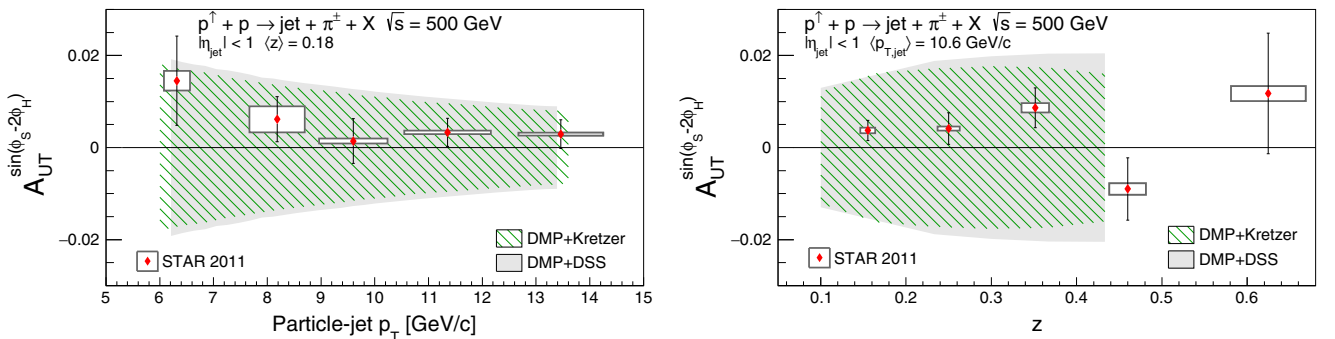 p↑ + p → jet + π± + X √s = 500 GeV
|ηjet| < 1 ⟨z⟩ = 0.18
0.02
0
−0.02
A_UT^sin(φS-2φH)
STAR 2011
DMP+Kretzer
DMP+DSS
5 6 7 8 9 10 11 12 13 14 15
Particle-jet pT [GeV/c]
p↑ + p → jet + π± + X √s = 500 GeV
|ηjet| < 1 ⟨pT,jet⟩ = 10.6 GeV/c
0.02
0
−0.02
A_UT^sin(φS-2φH)
STAR 2011
DMP+Kretzer
DMP+DSS
0.1 0.2 0.3 0.4 0.5 0.6
z